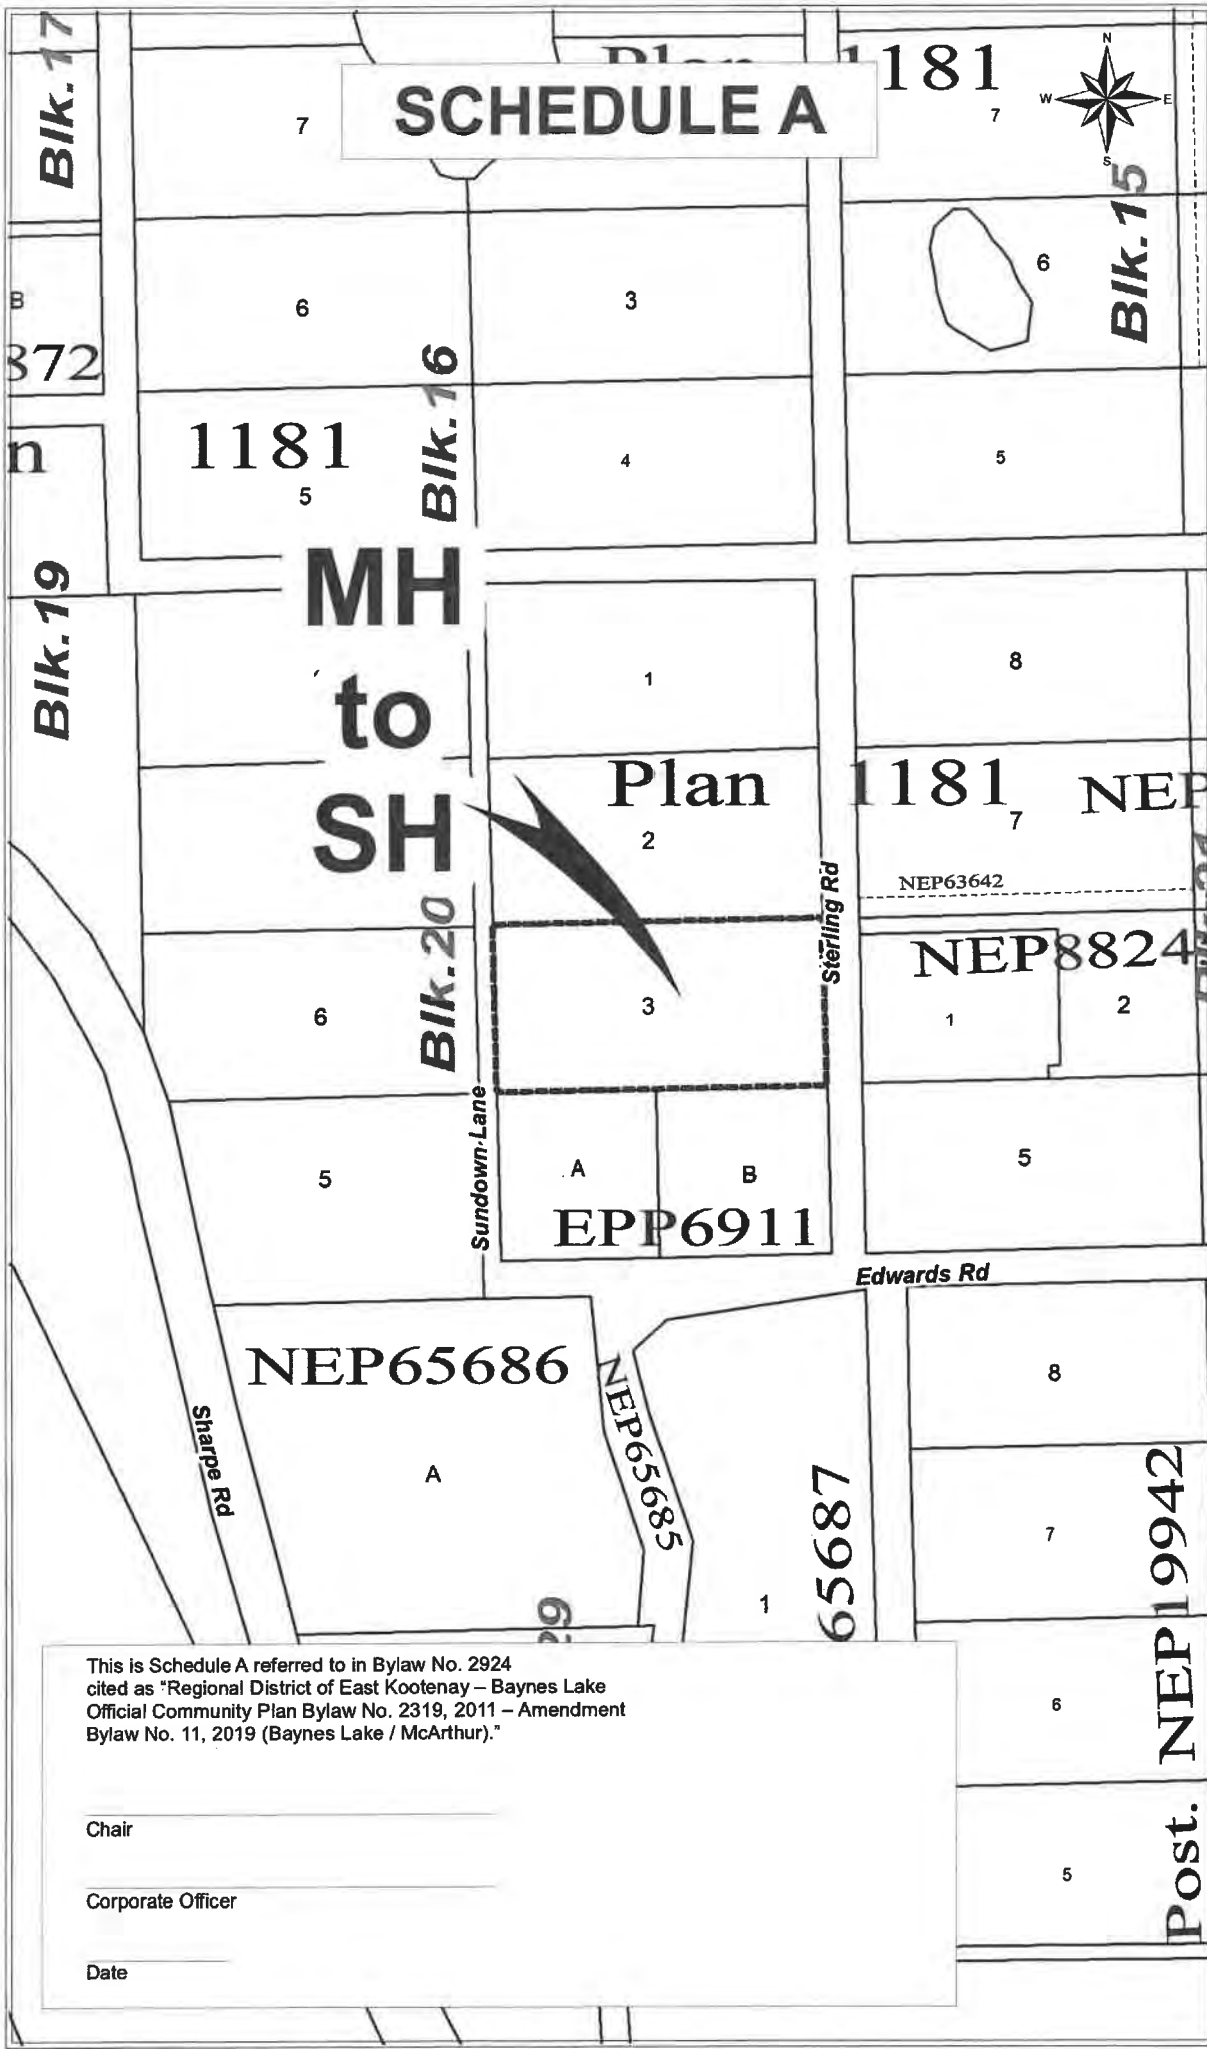 Blk.17
Plan
1181
SCHEDULE A
N
W
E
S
7
7
Blk.15
6
6
3
B
872
Blk.16
n
1181
5
4
5
MH
to
SH
Blk.19
1
8
Plan
2
1181
7
NEP
NEP63642
Sterling Rd
Blk.20
NEP8824
6
3
1
2
Sundown Lane
5
A
B
5
EPP6911
Edwards Rd
NEP65686
NEP65685
8
Sharpe Rd
A
65687
7
NEP19942
1
29
This is Schedule A referred to in Bylaw No. 2924
cited as "Regional District of East Kootenay – Baynes Lake
Official Community Plan Bylaw No. 2319, 2011 – Amendment
Bylaw No. 11, 2019 (Baynes Lake / McArthur)."
6
Chair
5
Post.
Corporate Officer
Date